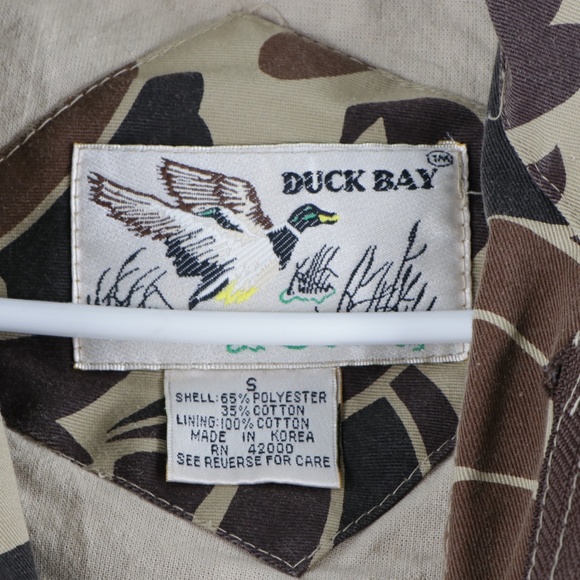 TM
DUCK BAY
S
SHELL: 65% POLYESTER
35% COTTON
LINING: 100% COTTON
MADE IN KOREA
RN 42000
SEE REVERSE FOR CARE